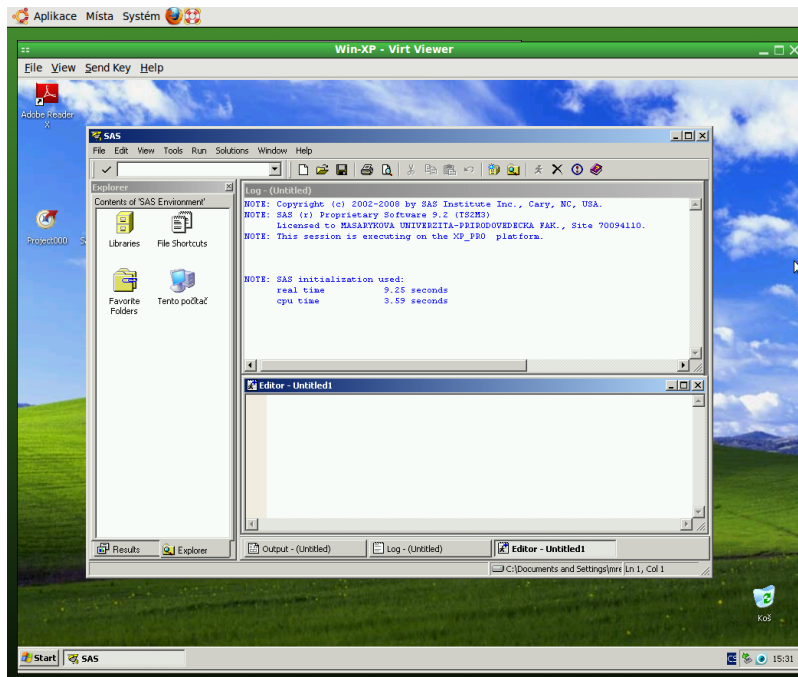 Aplikace Místa Systém
Win-XP - Virt Viewer
File View Send Key Help
Adobe Reader
X
Project000
SAS
File Edit View Tools Run Solutions Window Help
Explorer
Contents of 'SAS Environment'
Libraries
File Shortcuts
Favorite
Folders
Tento počítač
Results
Explorer
Log - (Untitled)
NOTE: Copyright (c) 2002-2008 by SAS Institute Inc., Cary, NC, USA.
NOTE: SAS (r) Proprietary Software 9.2 (TS2M3)
Licensed to MASARYKOVA UNIVERZITA-PRIRODOVEDECKA FAK., Site 70094110.
NOTE: This session is executing on the XP_PRO platform.
NOTE: SAS initialization used:
real time 9.25 seconds
cpu time 3.59 seconds
Editor - Untitled1
Output - (Untitled)
Log - (Untitled)
Editor - Untitled1
C:\Documents and Settings\mre
Ln 1, Col 1
Koš
Start
SAS
CS
15:31